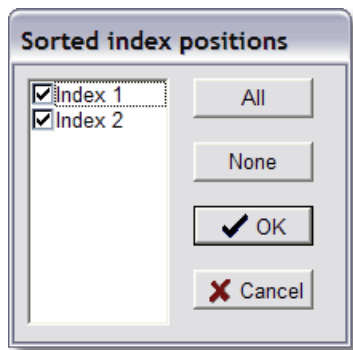 Sorted index positions
Index 1
Index 2
All
None
OK
Cancel